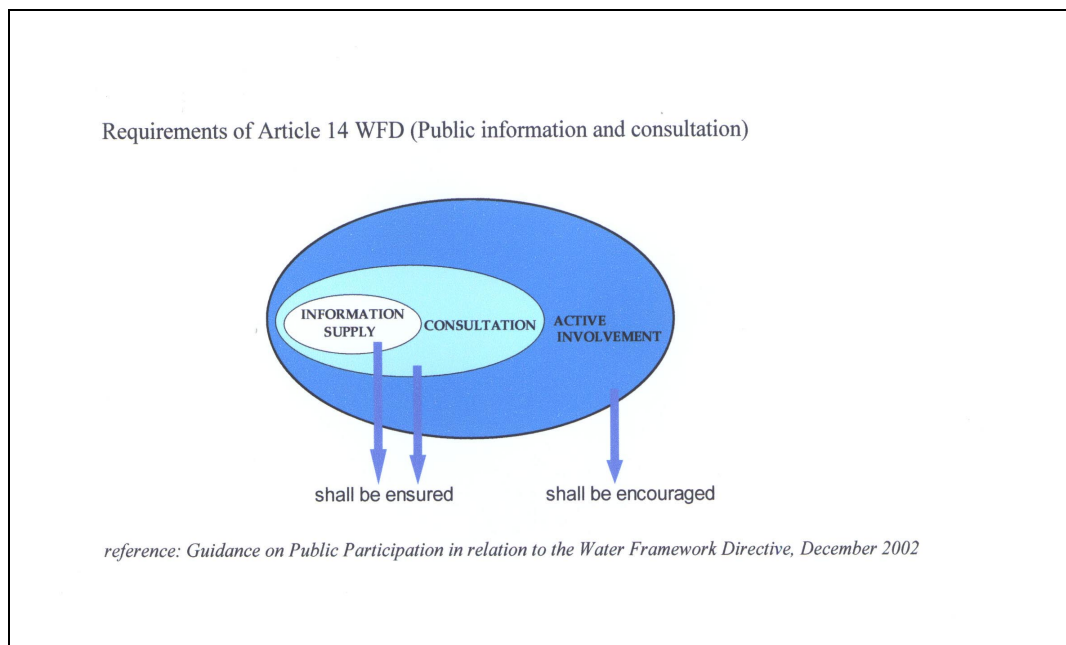 Requirements of Article 14 WFD (Public information and consultation)
INFORMATION
SUPPLY
CONSULTATION
ACTIVE
INVOLVEMENT
shall be ensured
shall be encouraged
reference: Guidance on Public Participation in relation to the Water Framework Directive, December 2002